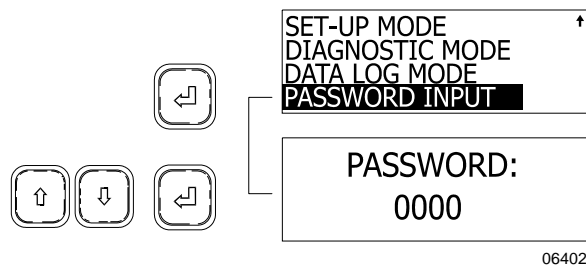 SET-UP MODE
DIAGNOSTIC MODE
DATA LOG MODE
PASSWORD INPUT
PASSWORD:
0000
06402